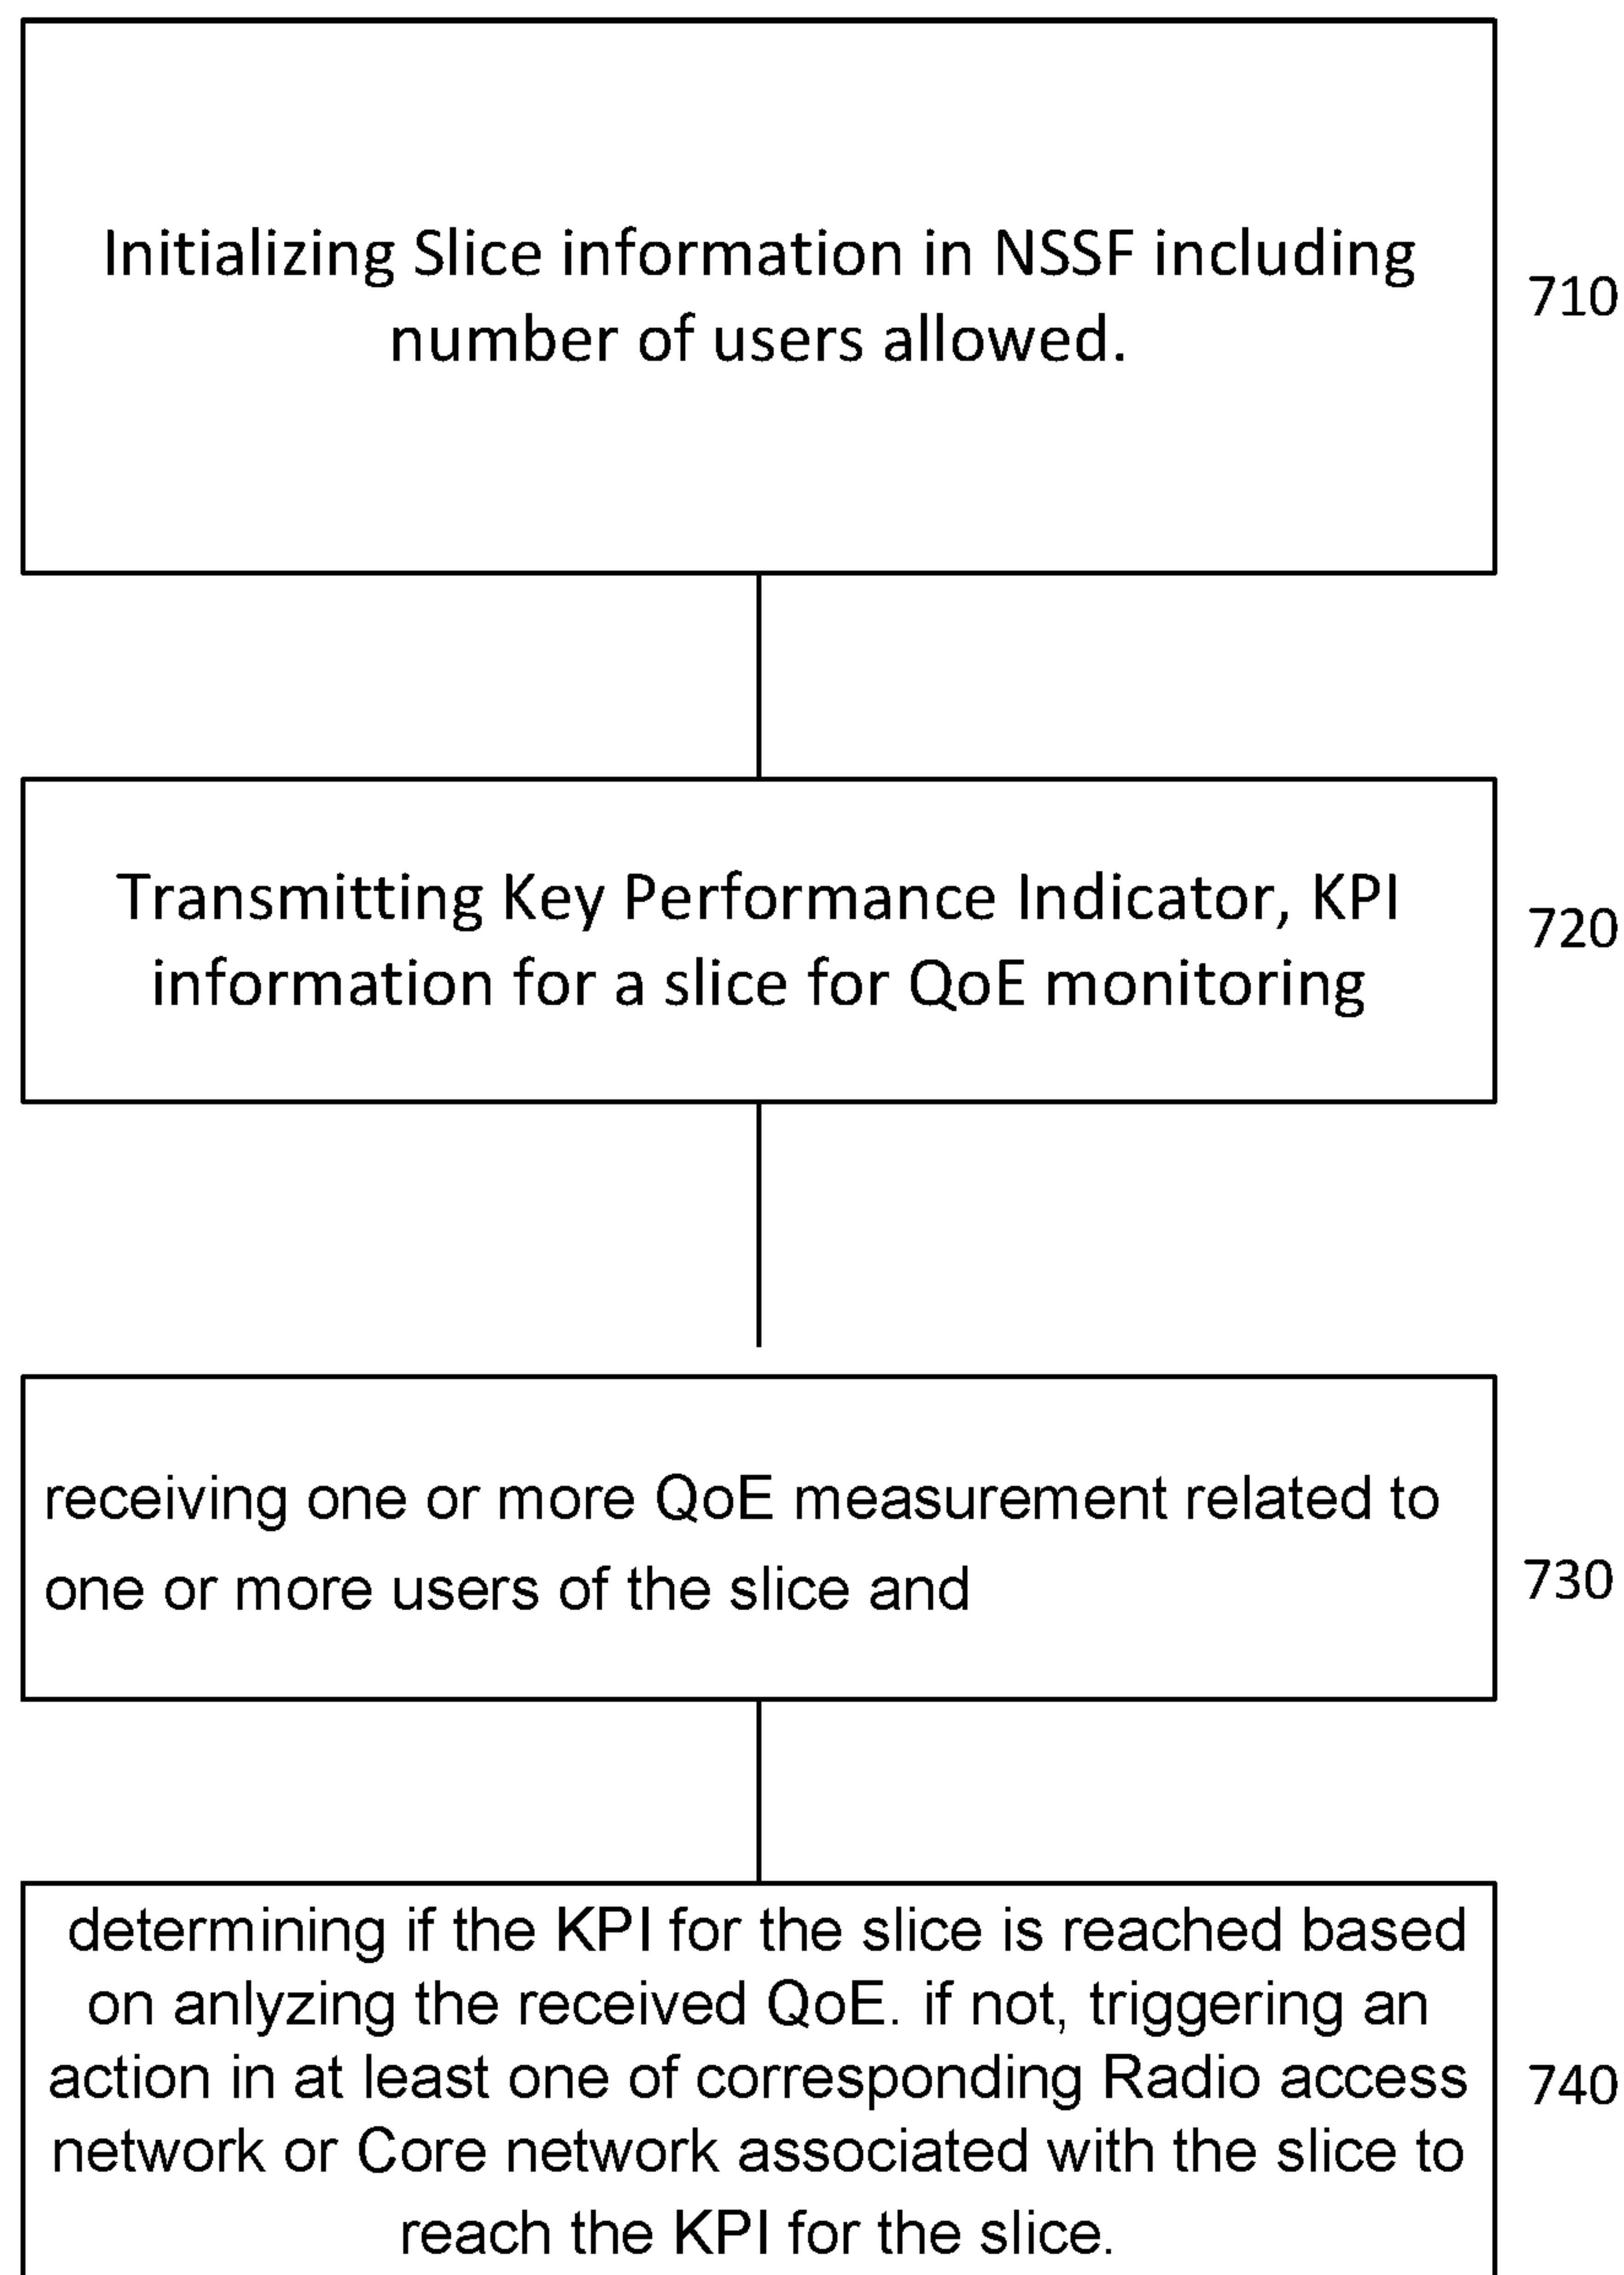 Initializing Slice information in NSSF including
number of users allowed.
710
Transmitting Key Performance Indicator, KPI
information for a slice for QoE monitoring
720
receiving one or more QoE measurement related to
one or more users of the slice and
730
determining if the KPI for the slice is reached based
on anlyzing the received QoE. if not, triggering an
action in at least one of corresponding Radio access
network or Core network associated with the slice to
reach the KPI for the slice.
740